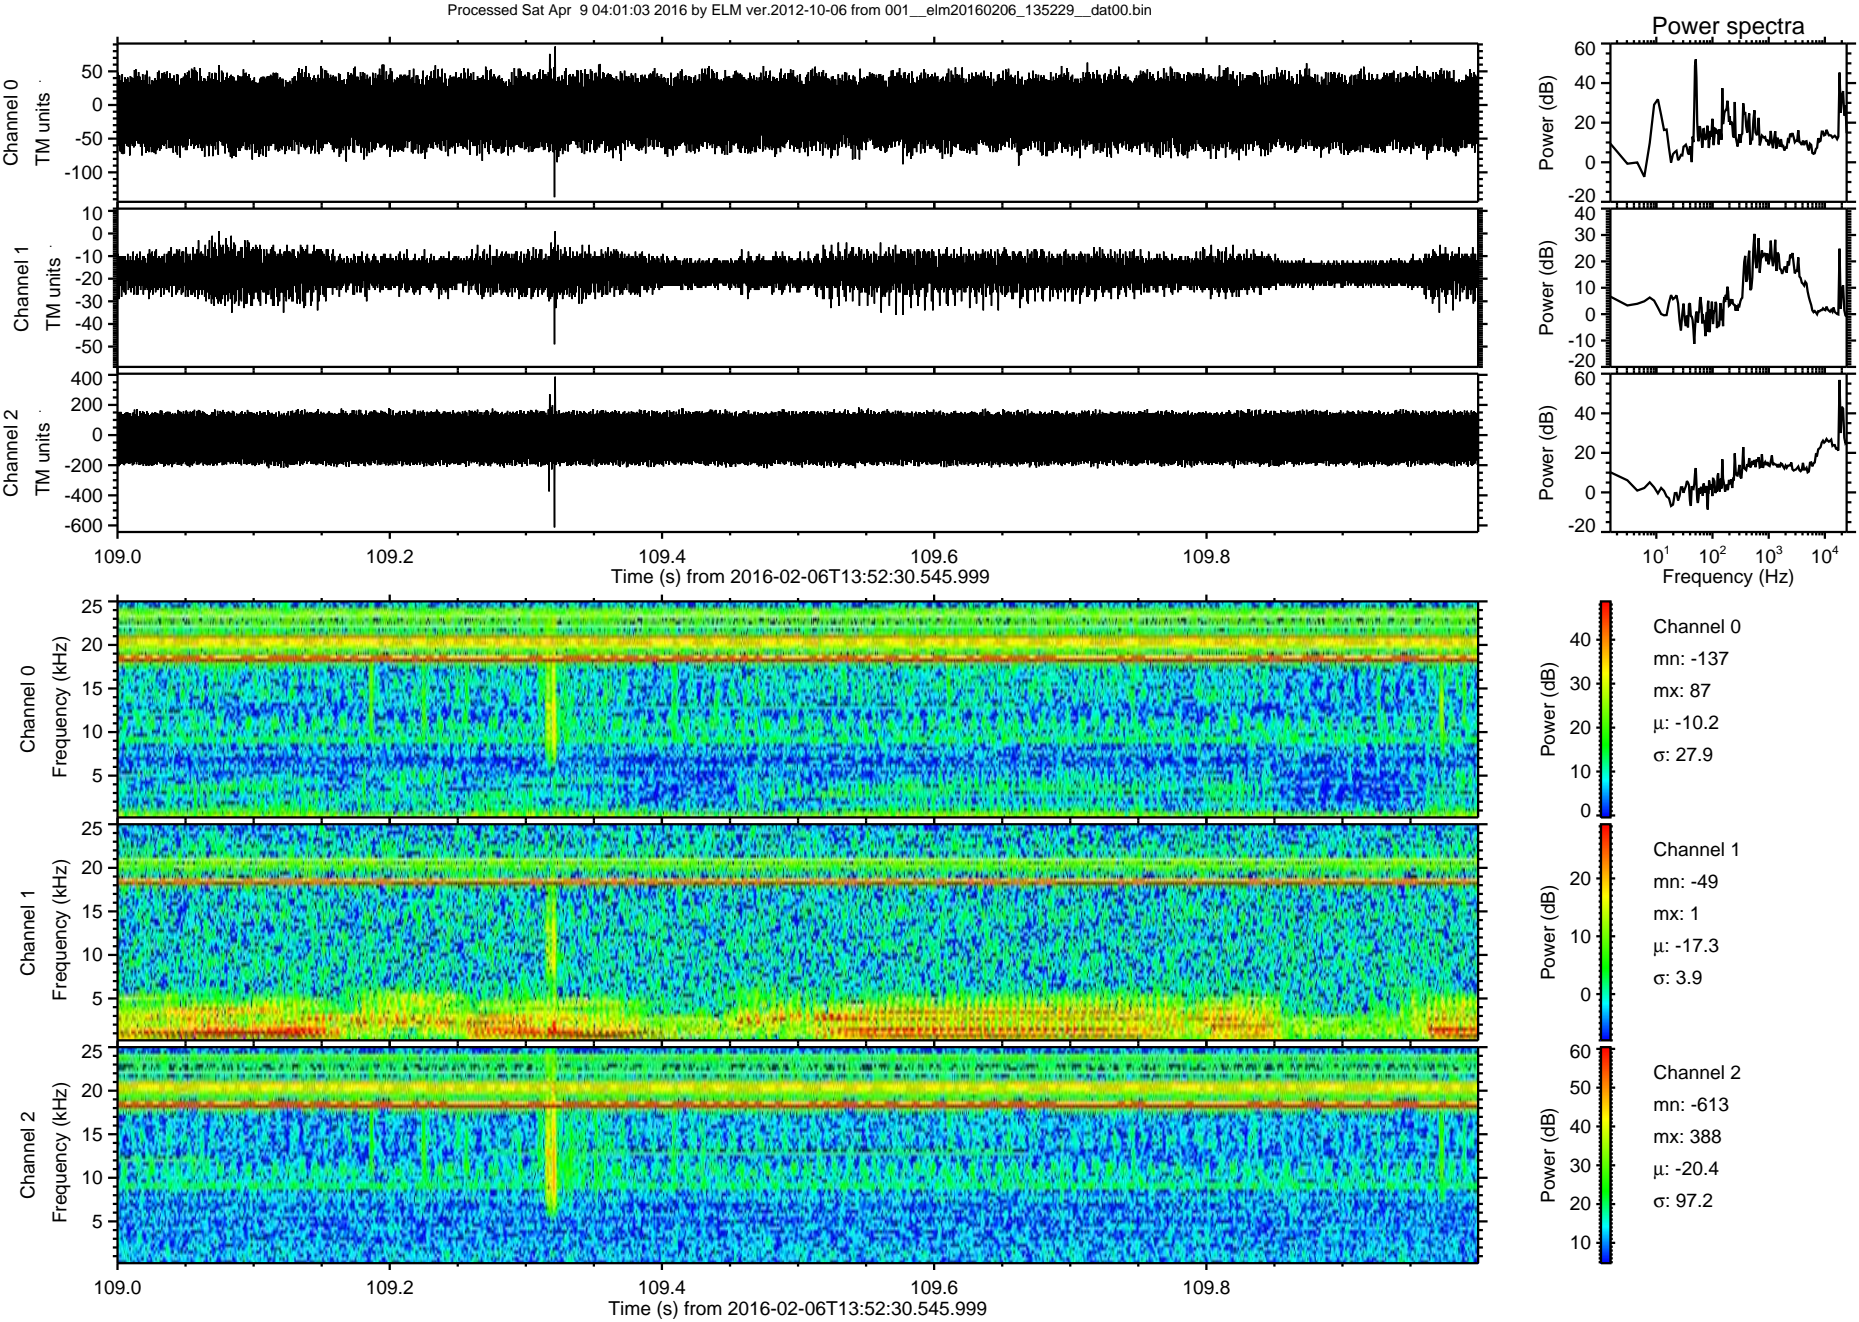 Processed Sat Apr  9 04:01:03 2016 by ELM ver.2012-10-06 from 001__elm20160206_135229__dat00.bin
Power spectra
Channel 0
TM units
50
0
-50
-100
Power (dB)
60
40
20
0
-20
Channel 1
TM units
10
0
-10
-20
-30
-40
-50
Power (dB)
40
30
20
10
0
-10
-20
Channel 2
TM units
400
200
0
-200
-400
-600
Power (dB)
60
40
20
0
-20
109.0 109.2 109.4 109.6 109.8
Time (s) from 2016-02-06T13:52:30.545.999
10^1 10^2 10^3 10^4
Frequency (Hz)
Channel 0
Frequency (kHz)
25
20
15
10
5
Power (dB)
40
30
20
10
0
Channel 0
mn: -137
mx: 87
μ: -10.2
σ: 27.9
Channel 1
Frequency (kHz)
25
20
15
10
5
Power (dB)
20
10
0
Channel 1
mn: -49
mx: 1
μ: -17.3
σ: 3.9
Channel 2
Frequency (kHz)
25
20
15
10
5
Power (dB)
60
50
40
30
20
10
Channel 2
mn: -613
mx: 388
μ: -20.4
σ: 97.2
109.0 109.2 109.4 109.6 109.8
Time (s) from 2016-02-06T13:52:30.545.999